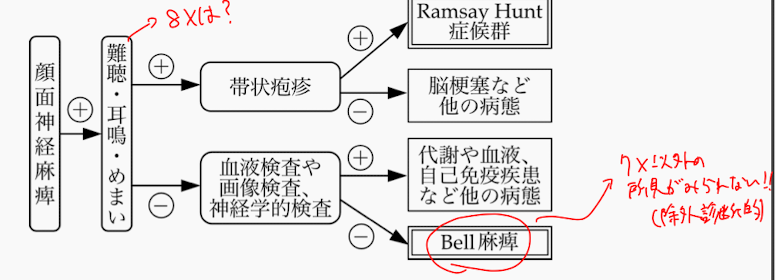 8Xは?
顔面神経麻痺
⊕
難聴・耳鳴・めまい
⊕
帯状疱疹
⊕
Ramsay Hunt
症候群
⊖
脳梗塞など
他の病態
⊖
血液検査や
画像検査、
神経学的検査
⊕
代謝や血液、
自己免疫疾患
など他の病態
⊖
Bell麻痺
7X以外の
所見がみられない!!
(除外診断的)